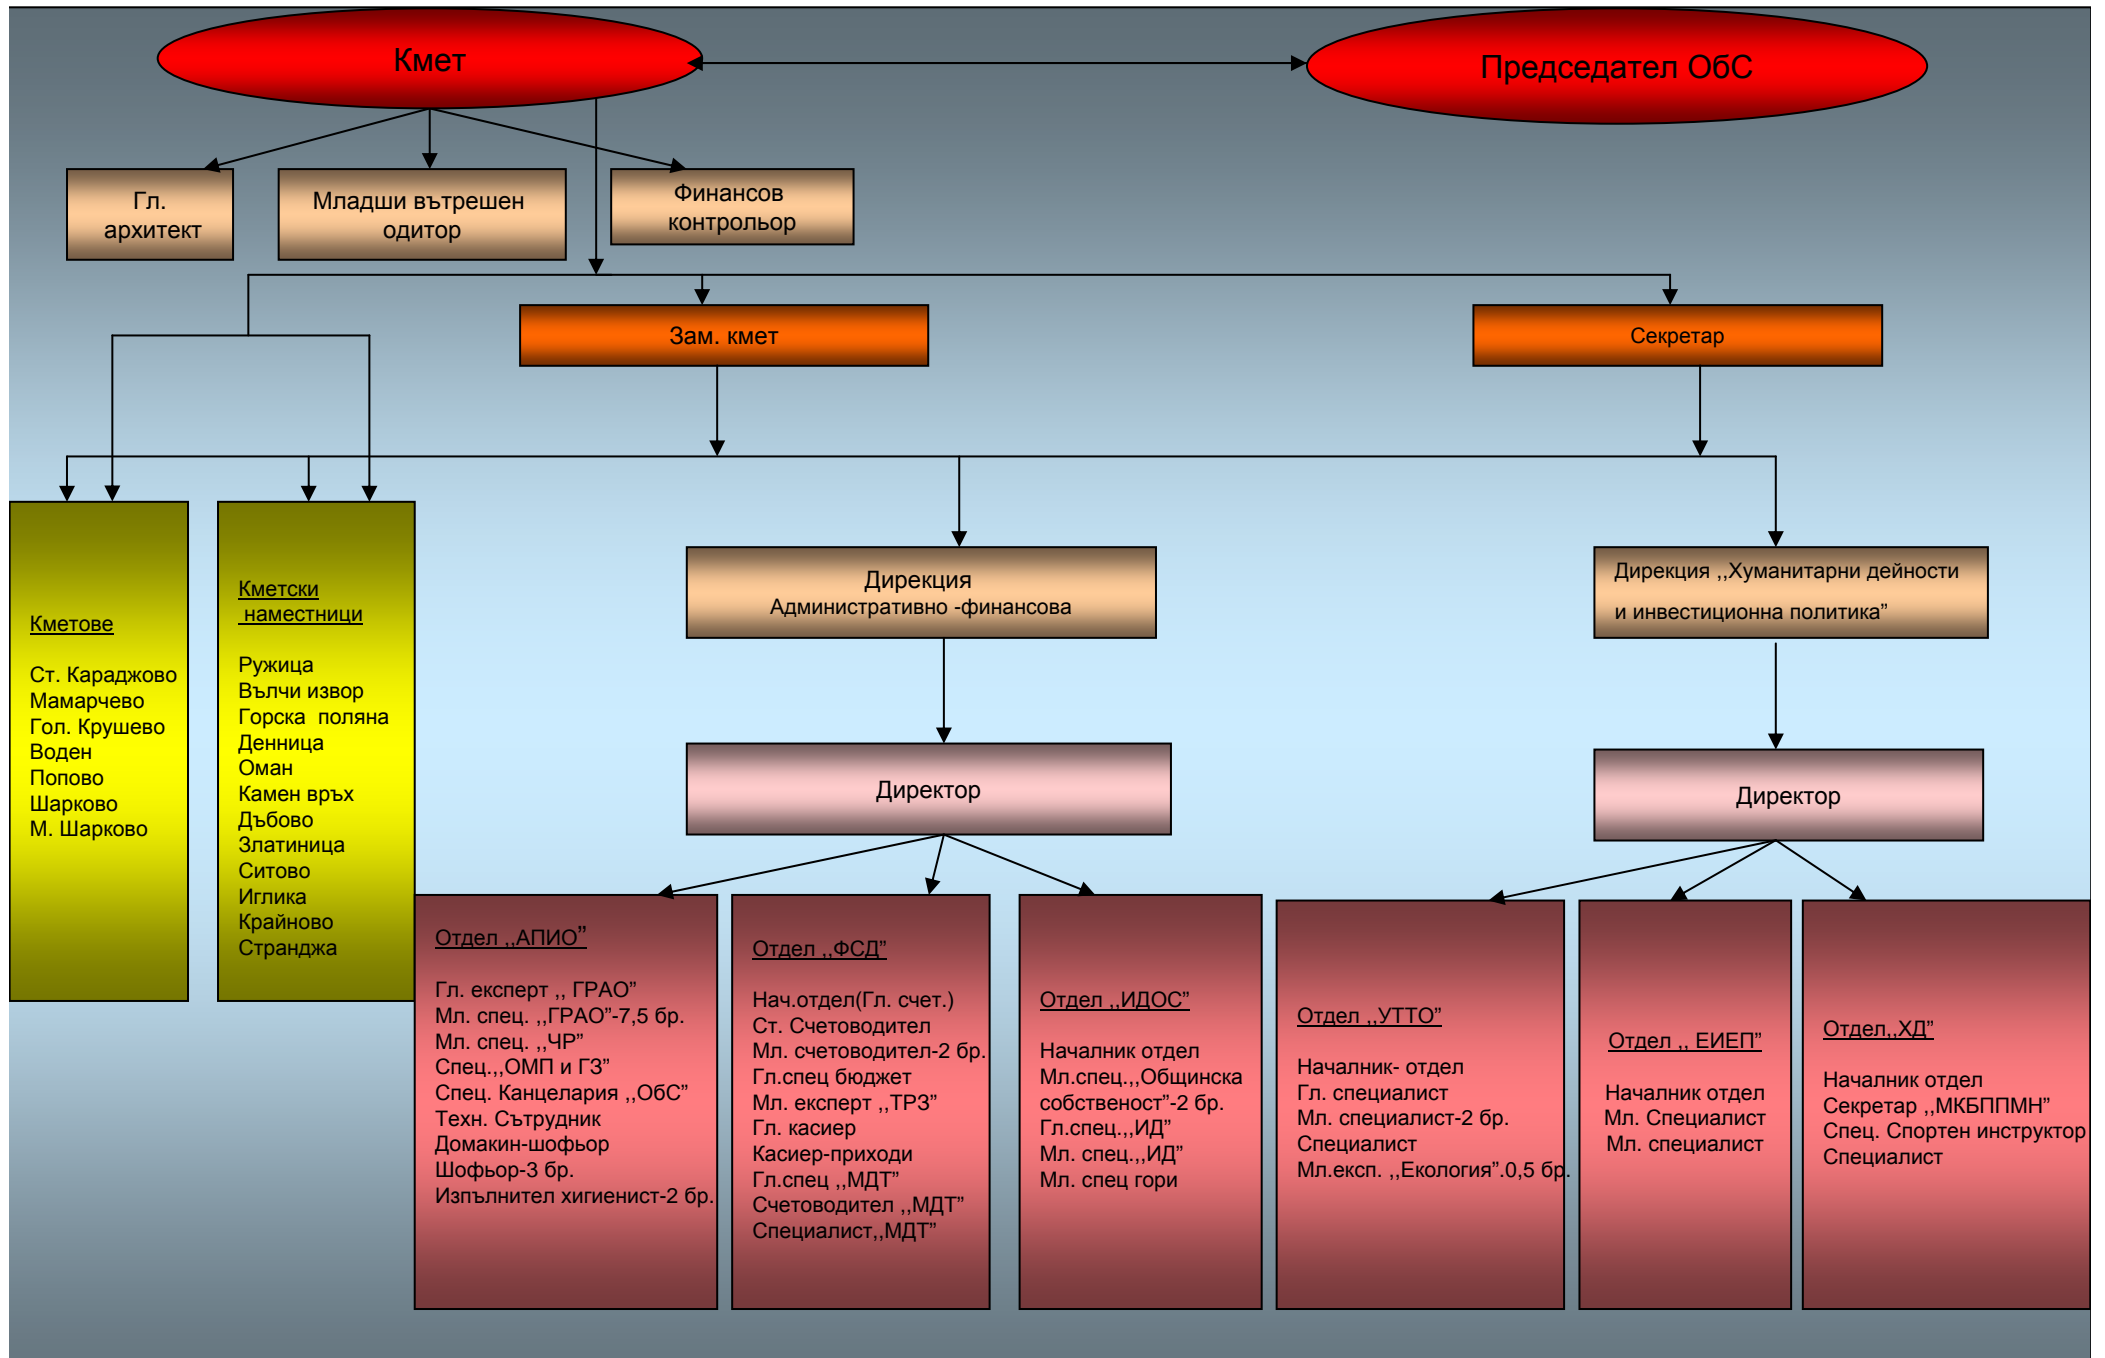 Кмет
Председател ОбС
Гл.
архитект
Младши вътрешен
одитор
Финансов
контрольор
Зам. кмет
Секретар
Кметове
Ст. Караджово
Мамарчево
Гол. Крушево
Воден
Попово
Шарково
М. Шарково
Кметски
наместници
Ружица
Вълчи извор
Горска  поляна
Денница
Оман
Камен връх
Дъбово
Златиница
Ситово
Иглика
Крайново
Странджа
Дирекция
Административно -финансова
Дирекция ,,Хуманитарни дейности
и инвестиционна политика”
Директор
Директор
Отдел ,,АПИО”
Гл. експерт ,, ГРАО”
Мл. спец. ,,ГРАО”-7,5 бр.
Мл. спец. ,,ЧР”
Спец.,,ОМП и ГЗ”
Спец. Канцелария ,,ОбС”
Техн. Сътрудник
Домакин-шофьор
Шофьор-3 бр.
Изпълнител хигиенист-2 бр.
Отдел ,,ФСД”
Нач.отдел(Гл. счет.)
Ст. Счетоводител
Мл. счетоводител-2 бр.
Гл.спец бюджет
Мл. експерт ,,ТРЗ”
Гл. касиер
Касиер-приходи
Гл.спец ,,МДТ”
Счетоводител ,,МДТ”
Специалист,,МДТ”
Отдел ,,ИДОС”
Началник отдел
Мл.спец.,,Общинска
собственост”-2 бр.
Гл.спец.,,ИД”
Мл. спец.,,ИД”
Мл. спец гори
Отдел ,,УТТО”
Началник- отдел
Гл. специалист
Мл. специалист-2 бр.
Специалист
Мл.експ. ,,Екология”.0,5 бр.
Отдел ,, ЕИЕП”
Началник отдел
Мл. Специалист
Мл. специалист
Отдел,,ХД”
Началник отдел
Секретар ,,МКБППМН”
Спец. Спортен инструктор
Специалист